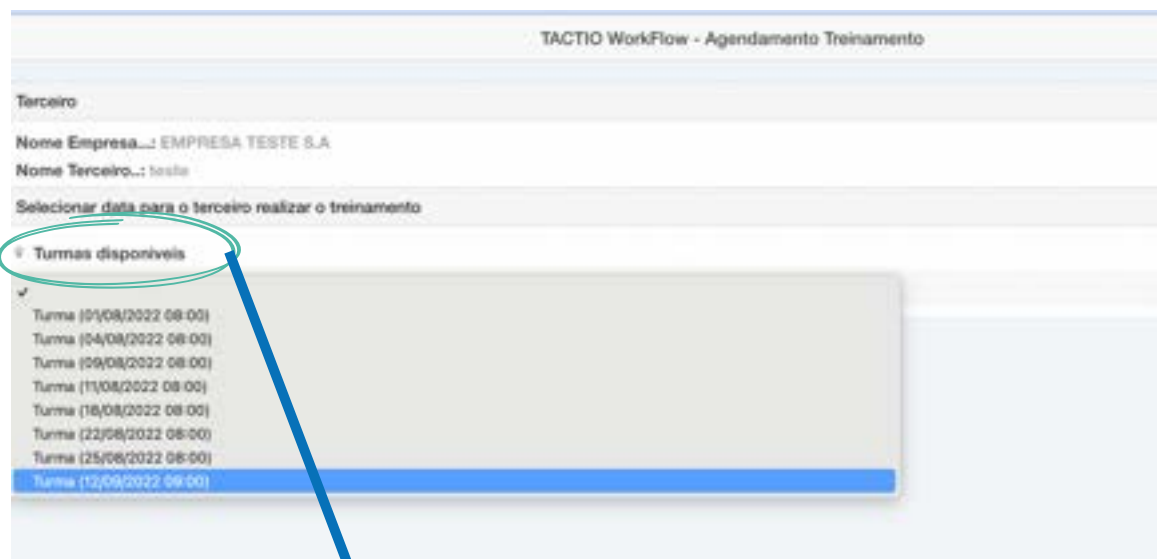 TACTIO WorkFlow - Agendamento Treinamento
Terceiro
Nome Empresa...: EMPRESA TESTE S.A
Nome Terceiro..: teste
Selecionar data para o terceiro realizar o treinamento
Turmas disponiveis
Turma (01/08/2022 08:00)
Turma (04/08/2022 08:00)
Turma (09/08/2022 08:00)
Turma (11/08/2022 08:00)
Turma (18/08/2022 08:00)
Turma (22/08/2022 08:00)
Turma (25/08/2022 08:00)
Turma (12/09/2022 09:00)